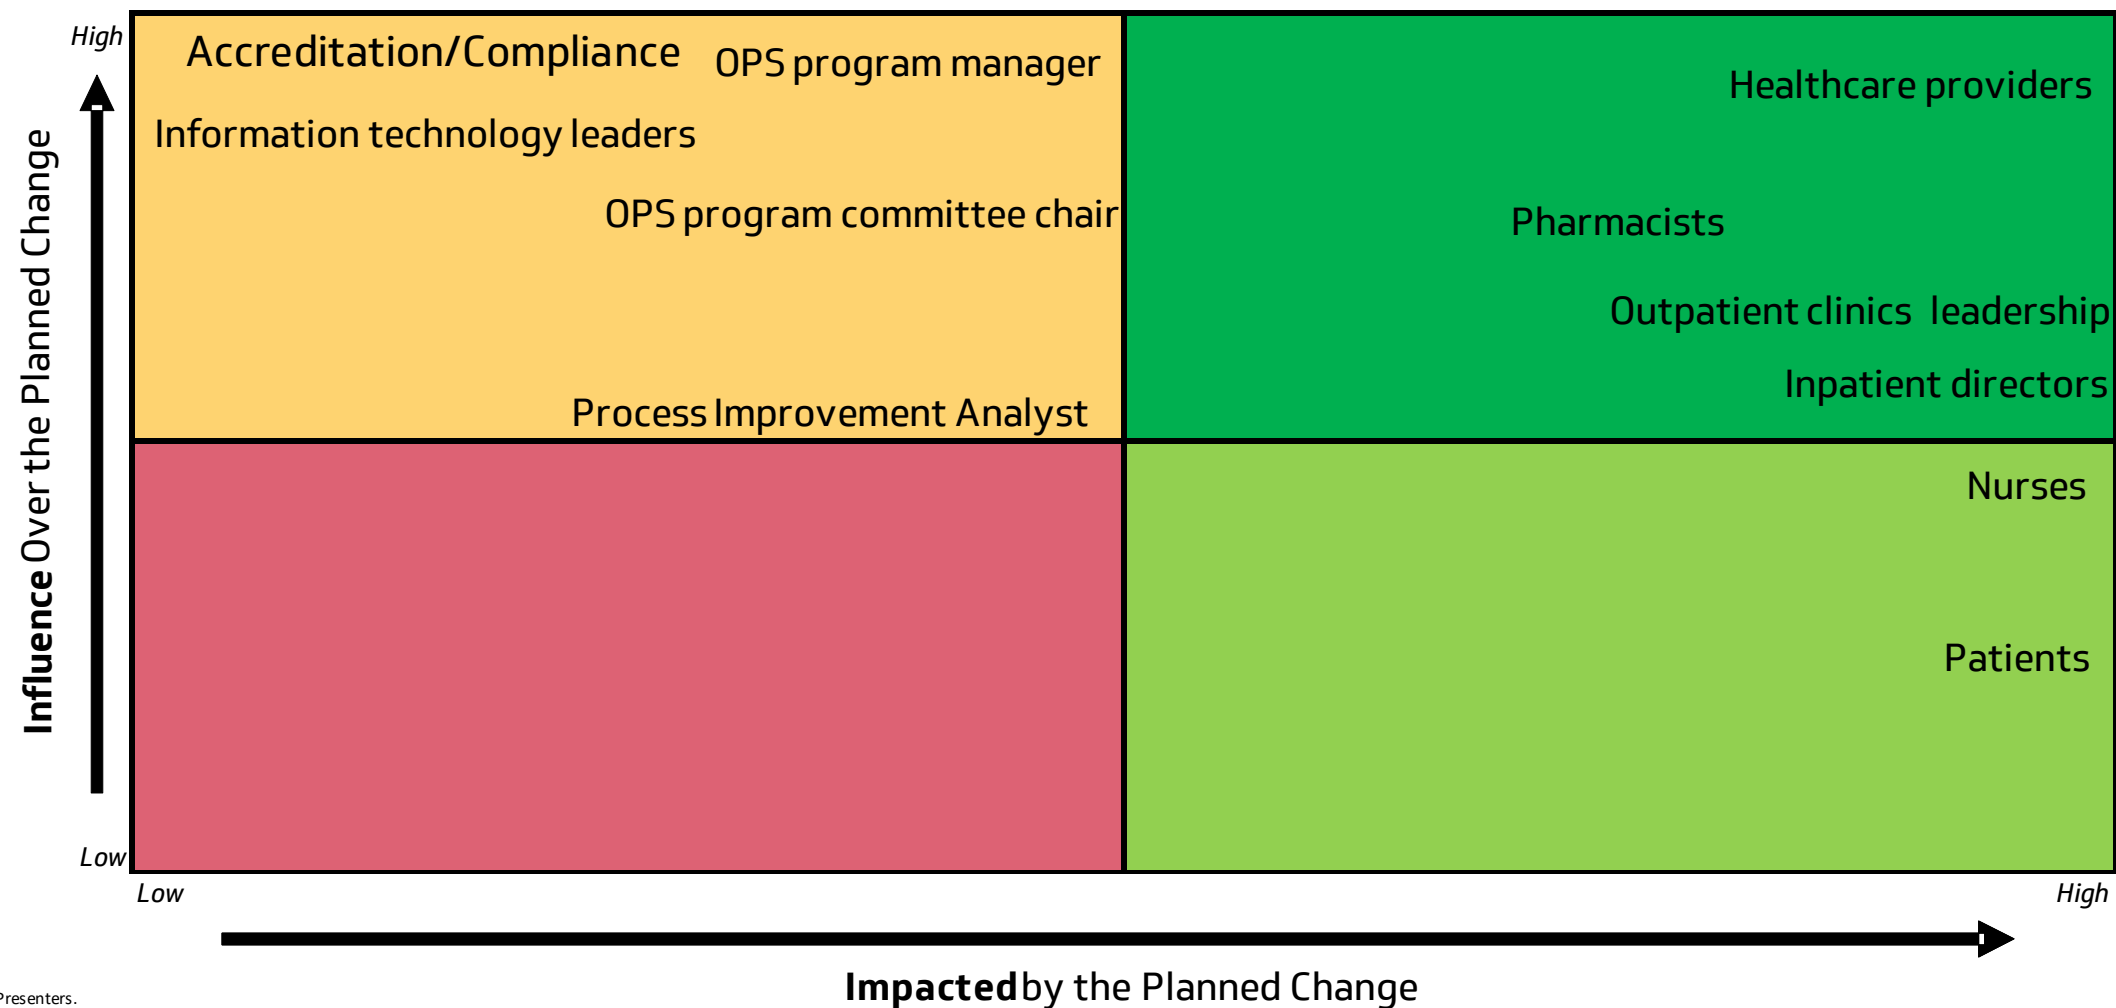 High
Accreditation/Compliance
OPS program manager
Healthcare providers
Information technology leaders
OPS program committee chair
Pharmacists
Outpatient clinics leadership
Inpatient directors
Process Improvement Analyst
Influence Over the Planned Change
Nurses
Patients
Low
Low
High
Impacted by the Planned Change
Presenters.